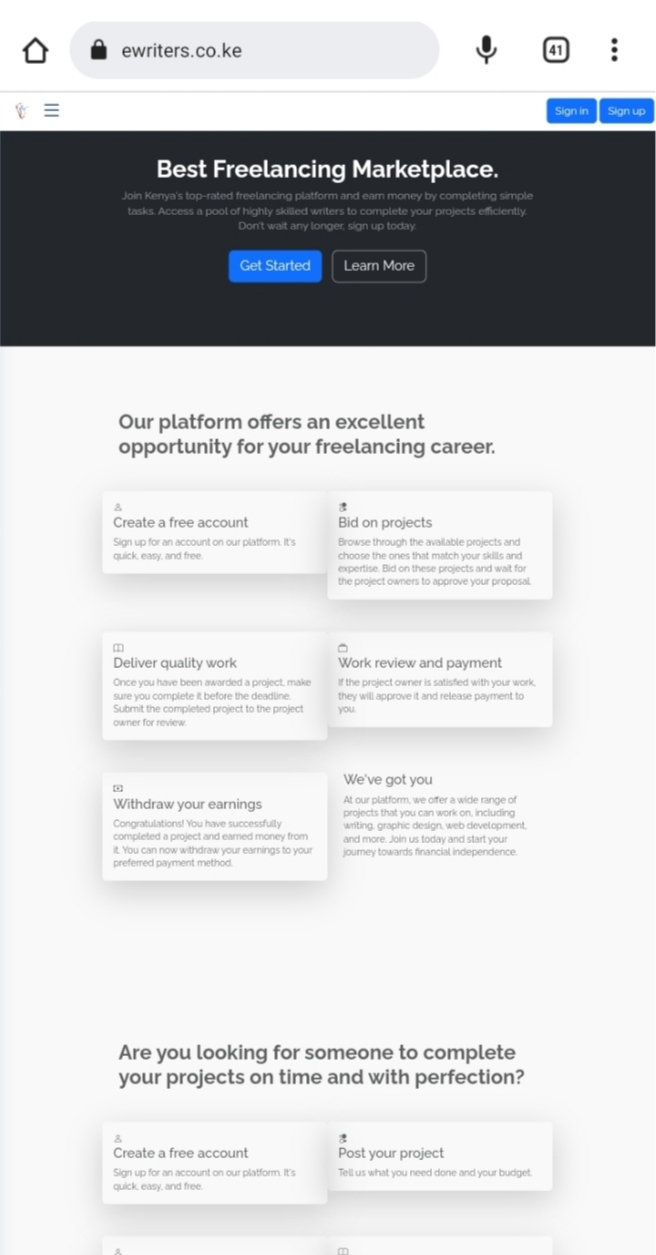 ewriters.co.ke
41
Sign in
Sign up
Best Freelancing Marketplace.
Join Kenya's top-rated freelancing platform and earn money by completing simple
tasks. Access a pool of highly skilled writers to complete your projects efficiently.
Don't wait any longer, sign up today.
Get Started
Learn More
Our platform offers an excellent
opportunity for your freelancing career.
Create a free account
Sign up for an account on our platform. It's
quick, easy, and free.
Bid on projects
Browse through the available projects and
choose the ones that match your skills and
expertise. Bid on these projects and wait for
the project owners to approve your proposal.
Deliver quality work
Once you have been awarded a project, make
sure you complete it before the deadline.
Submit the completed project to the project
owner for review.
Work review and payment
If the project owner is satisfied with your work,
they will approve it and release payment to
you.
Withdraw your earnings
Congratulations! You have successfully
completed a project and earned money from
it. You can now withdraw your earnings to your
preferred payment method.
We've got you
At our platform, we offer a wide range of
projects that you can work on, including
writing, graphic design, web development,
and more. Join us today and start your
journey towards financial independence.
Are you looking for someone to complete
your projects on time and with perfection?
Create a free account
Sign up for an account on our platform. It's
quick, easy, and free.
Post your project
Tell us what you need done and your budget.